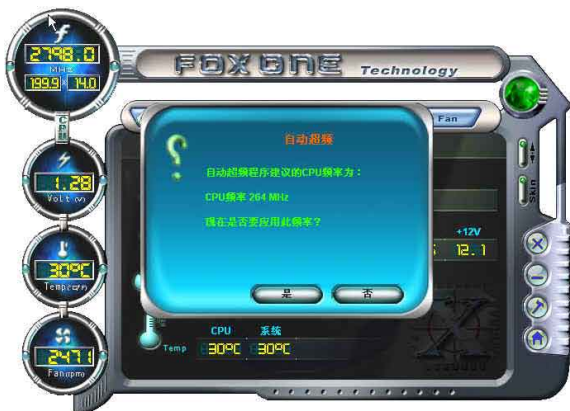 2798.0
MHz
199.9 x 14.0
CPU
FOX ONE Technology
Fan
自动超频
自动超频程序建议的CPU频率为：
CPU频率 264 MHz
现在是否要应用此频率？
是 否
1.28
Volt (V)
+12V
12.1
Skin
30℃
2471
Fan(rpm)
CPU 系统
Temp 30℃ 30℃